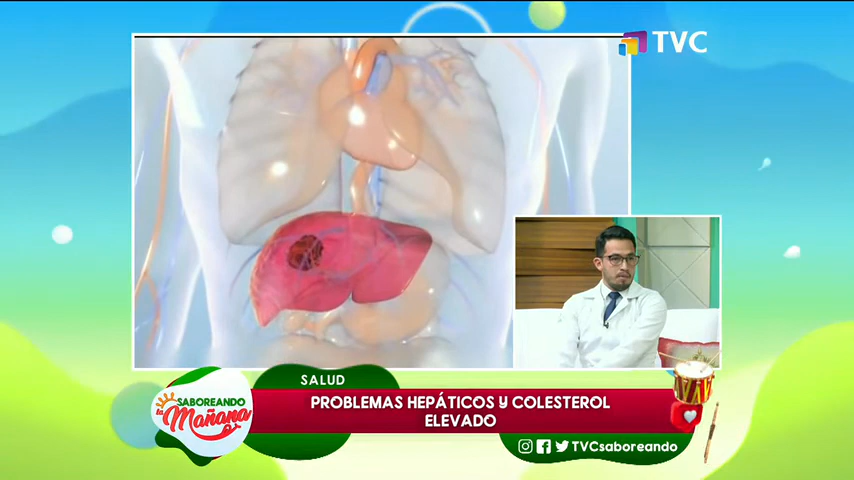 TVC
SALUD
SABOREANDO
Mañana
PROBLEMAS HEPÁTICOS Y COLESTEROL
ELEVADO
TVCsaboreando